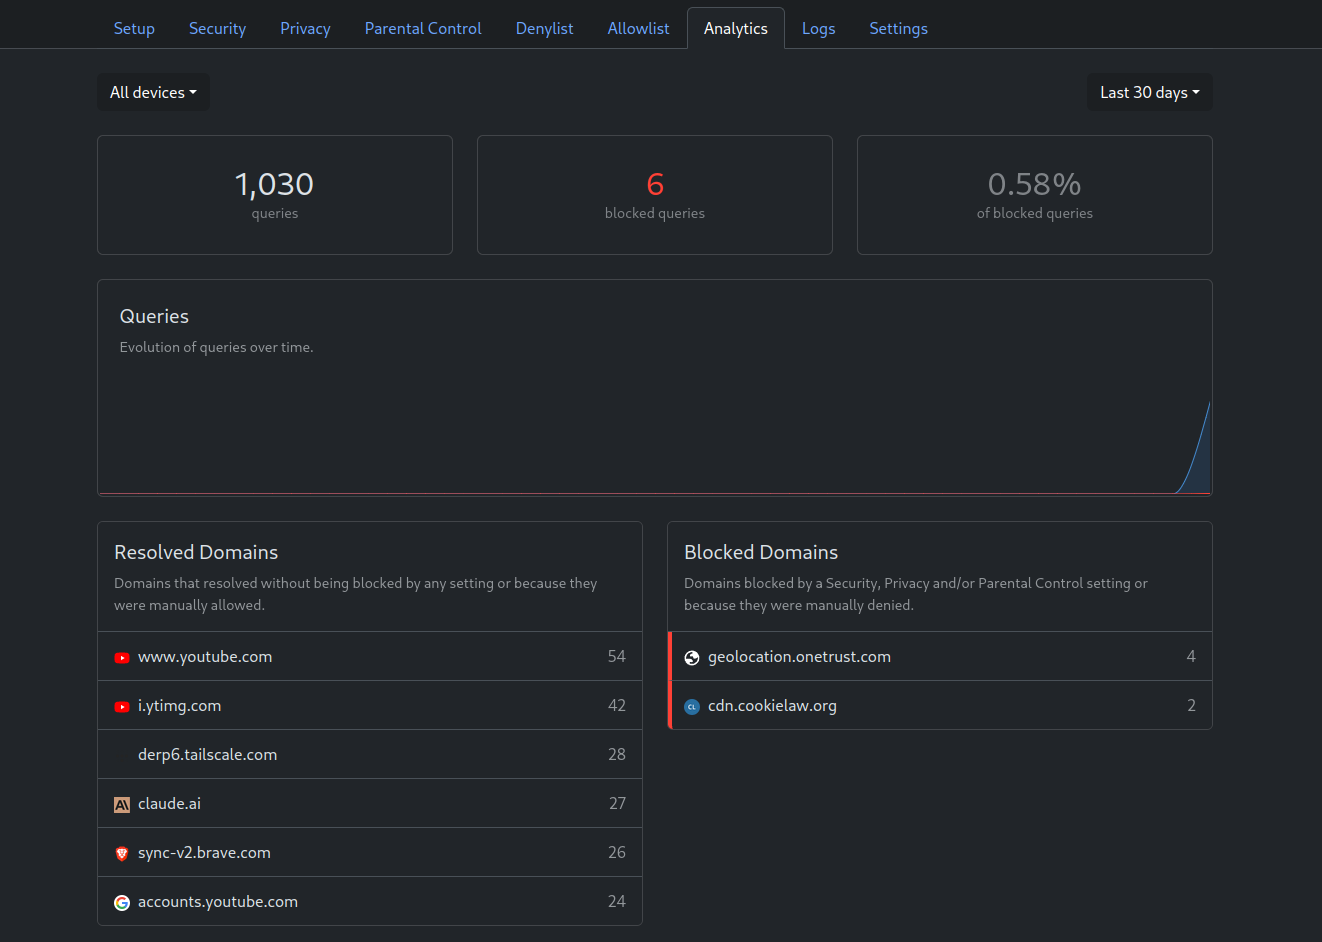 Setup Security Privacy Parental Control Denylist Allowlist Analytics Logs Settings
All devices
Last 30 days
1,030
queries
6
blocked queries
0.58%
of blocked queries
Queries
Evolution of queries over time.
Resolved Domains
Domains that resolved without being blocked by any setting or because they
were manually allowed.
www.youtube.com 54
i.ytimg.com 42
derp6.tailscale.com 28
claude.ai 27
sync-v2.brave.com 26
accounts.youtube.com 24
Blocked Domains
Domains blocked by a Security, Privacy and/or Parental Control setting or
because they were manually denied.
geolocation.onetrust.com 4
CL cdn.cookielaw.org 2